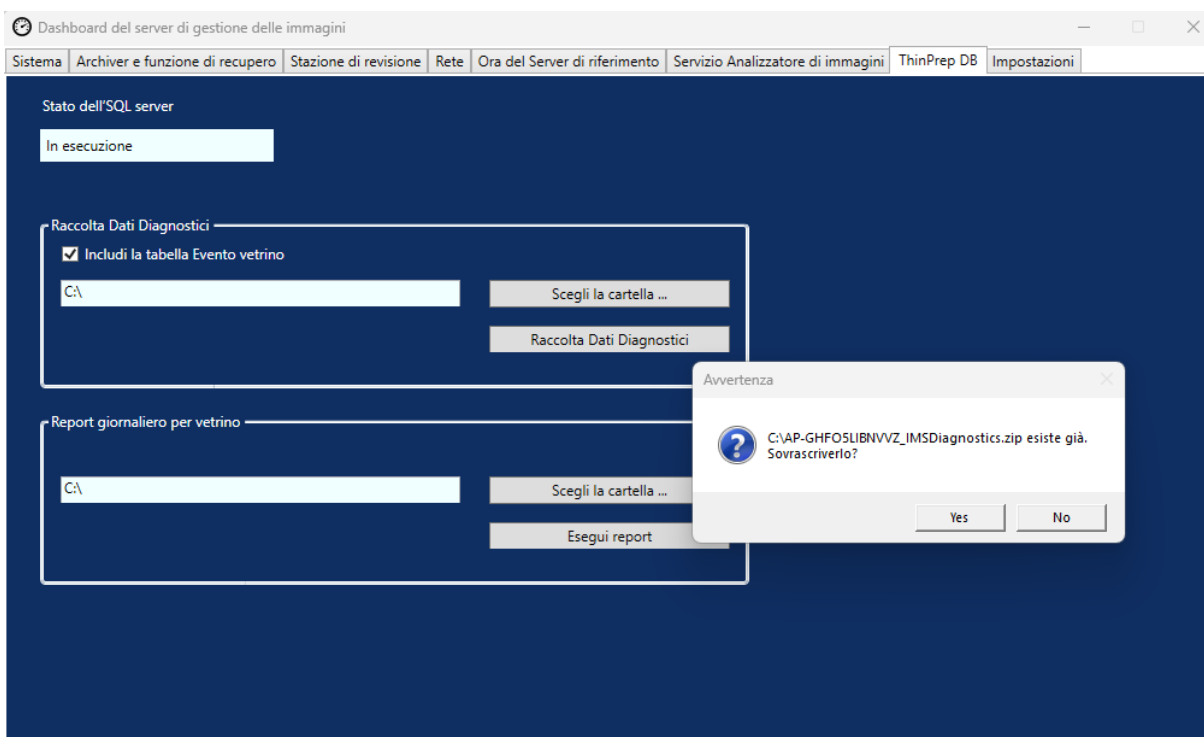 Dashboard del server di gestione delle immagini
Sistema
Archiver e funzione di recupero
Stazione di revisione
Rete
Ora del Server di riferimento
Servizio Analizzatore di immagini
ThinPrep DB
Impostazioni
Stato dell'SQL server
In esecuzione
Raccolta Dati Diagnostici
Includi la tabella Evento vetrino
C:\
Scegli la cartella ...
Raccolta Dati Diagnostici
Avvertenza
C:\AP-GHFO5LIBNVVZ_IMSDiagnostics.zip esiste già.
Sovrascriverlo?
Yes
No
Report giornaliero per vetrino
C:\
Scegli la cartella ...
Esegui report